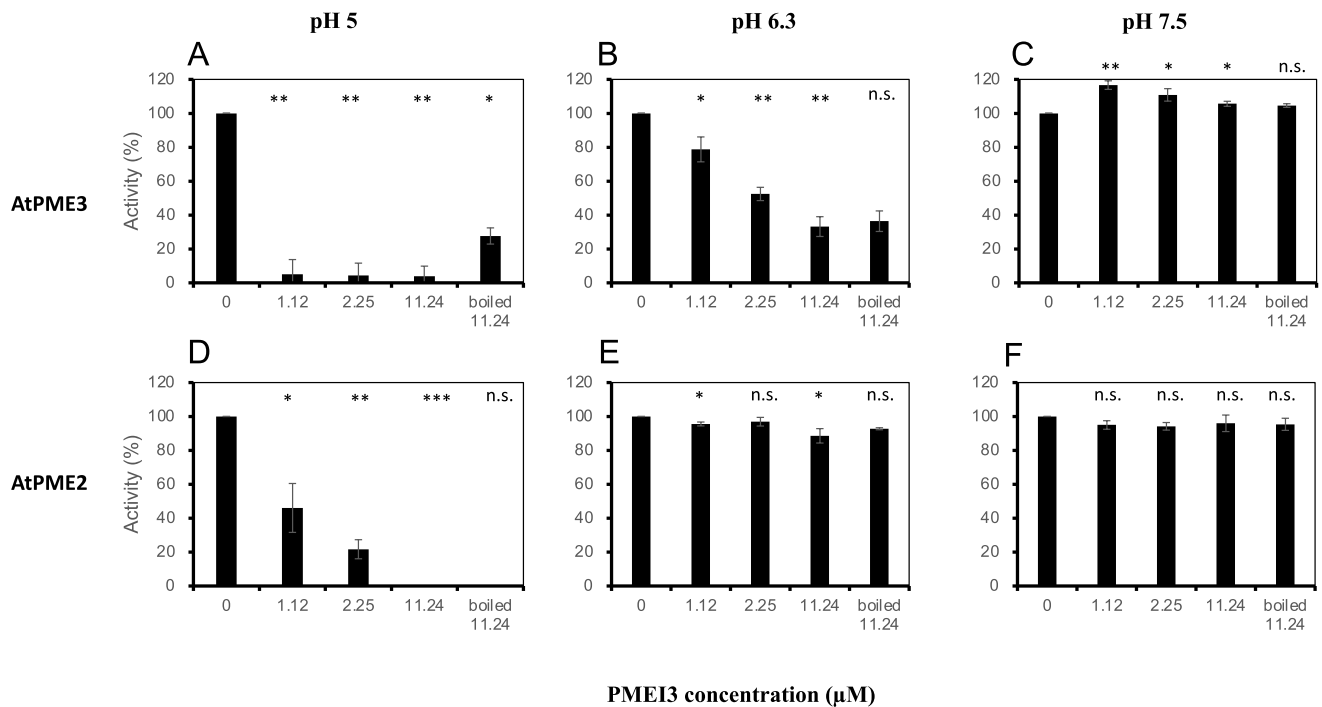 pH 5
pH 6.3
pH 7.5
A
B
C
AtPME3
Activity (%)
120
100
80
60
40
20
0
** ** ** *
0 1.12 2.25 11.24 boiled
11.24
120
100
80
60
40
20
0
* ** ** n.s.
0 1.12 2.25 11.24 boiled
11.24
120
100
80
60
40
20
0
** * * n.s.
0 1.12 2.25 11.24 boiled
11.24
D
E
F
AtPME2
Activity (%)
120
100
80
60
40
20
0
* ** *** n.s.
0 1.12 2.25 11.24 boiled
11.24
120
100
80
60
40
20
0
* n.s. * n.s.
0 1.12 2.25 11.24 boiled
11.24
120
100
80
60
40
20
0
n.s. n.s. n.s. n.s.
0 1.12 2.25 11.24 boiled
11.24
PMEI3 concentration (μM)